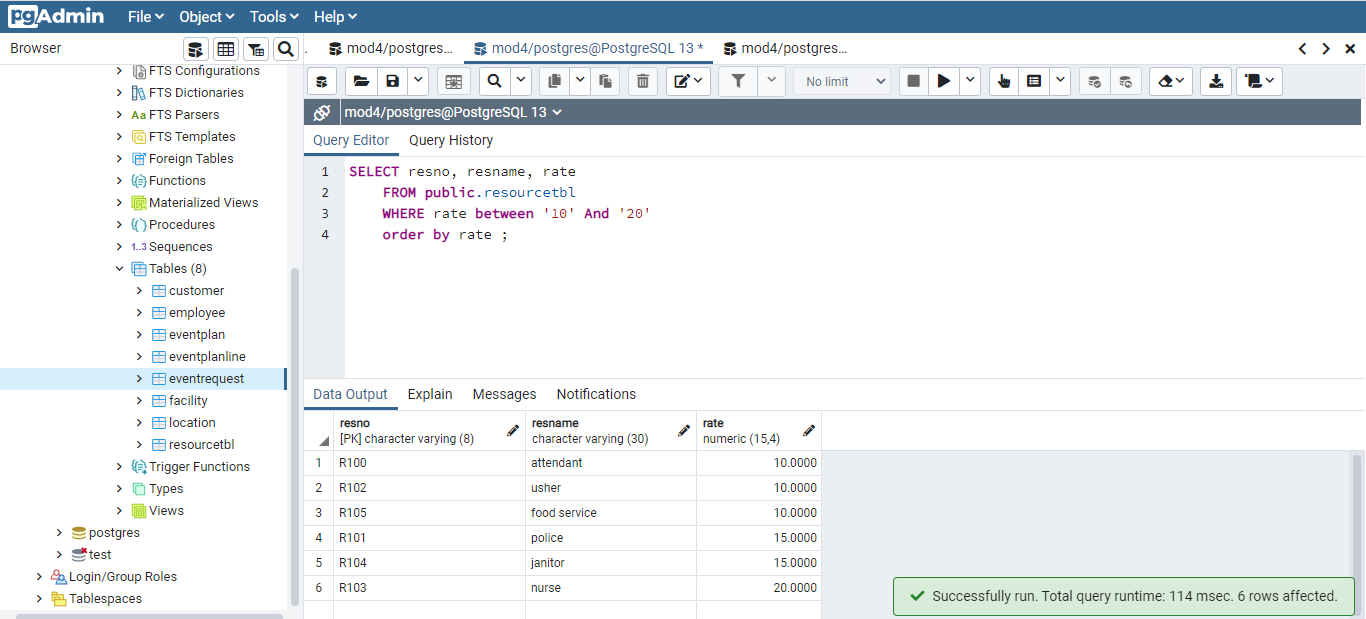 pgAdmin File Object Tools Help
Browser
mod4/postgres... mod4/postgres@PostgreSQL 13 * mod4/postgres...
No limit
mod4/postgres@PostgreSQL 13
Query Editor Query History
FTS Configurations
FTS Dictionaries
Aa FTS Parsers
FTS Templates
Foreign Tables
Functions
Materialized Views
Procedures
1..3 Sequences
Tables (8)
customer
employee
eventplan
eventplanline
eventrequest
facility
location
resourcetbl
Trigger Functions
Types
Views
postgres
test
Login/Group Roles
Tablespaces
1 SELECT resno, resname, rate
2 FROM public.resourcetbl
3 WHERE rate between '10' And '20'
4 order by rate ;
Data Output Explain Messages Notifications
resno resname rate
[PK] character varying (8) character varying (30) numeric (15,4)
1 R100 attendant 10.0000
2 R102 usher 10.0000
3 R105 food service 10.0000
4 R101 police 15.0000
5 R104 janitor 15.0000
6 R103 nurse 20.0000
Successfully run. Total query runtime: 114 msec. 6 rows affected.